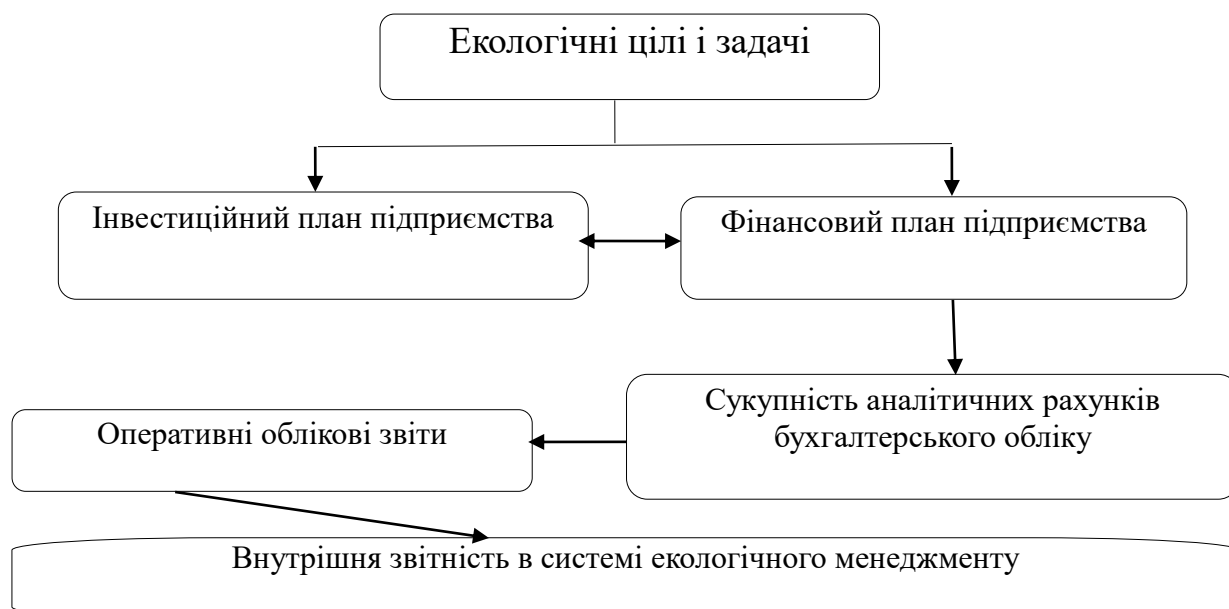 Екологічні цілі і задачі
Інвестиційний план підприємства
Фінансовий план підприємства
Сукупність аналітичних рахунків
бухгалтерського обліку
Оперативні облікові звіти
Внутрішня звітність в системі екологічного менеджменту